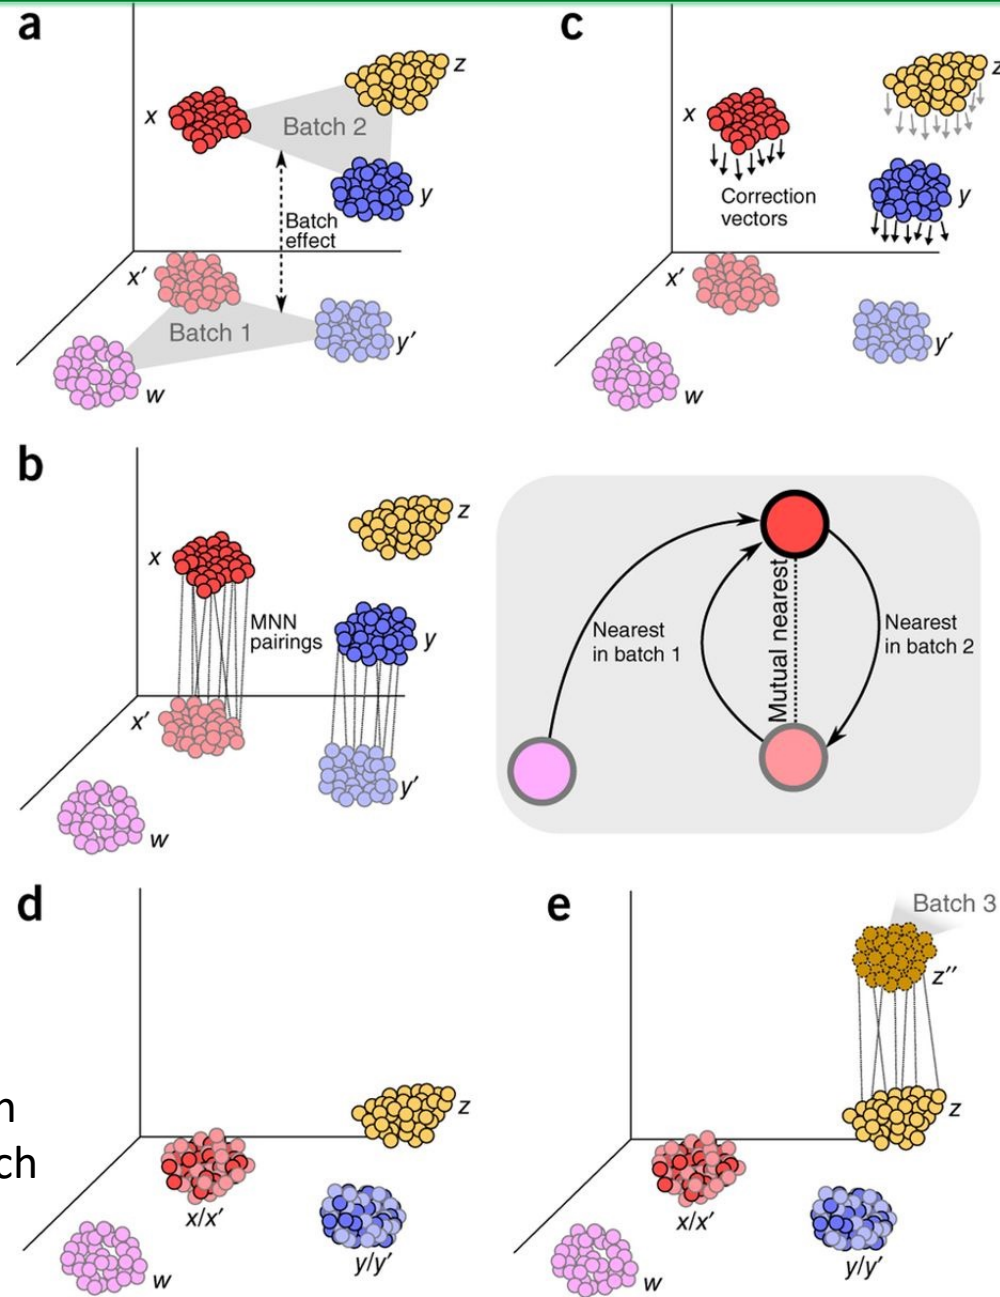 a
x
z
Batch 2
y
Batch
effect
x′
Batch 1
y′
w
c
x
z
Correction
vectors
y
x′
y′
w
b
x
z
MNN
pairings
y
x′
y′
w
Nearest
in batch 1
Mutual nearest
Nearest
in batch 2
d
z
x/x′
y/y′
w
e
Batch 3
z′′
z
x/x′
y/y′
w